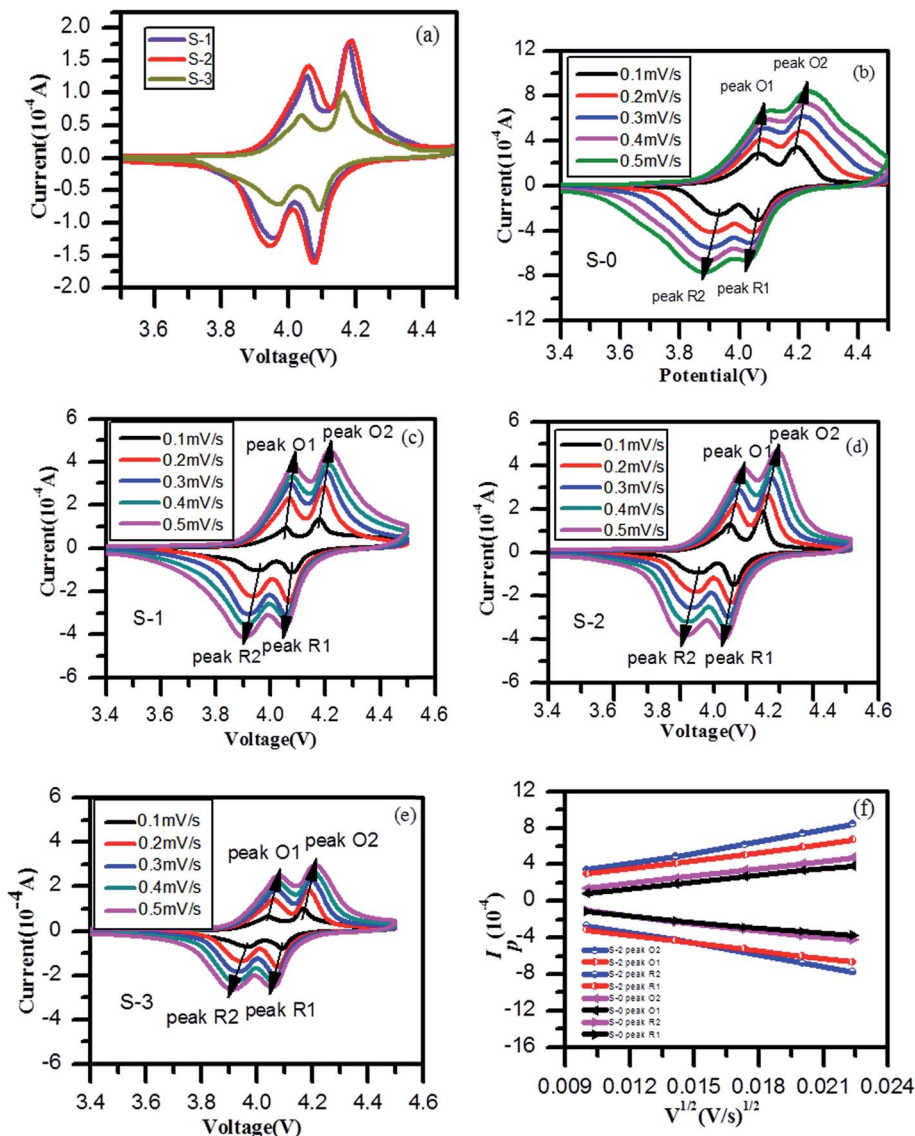 (a)
S-1
S-2
S-3
2.0
1.5
1.0
0.5
0.0
-0.5
-1.0
-1.5
2.0
Current(10⁻⁴A)
3.6 3.8 4.0 4.2 4.4
Voltage(V)
(b)
0.1mV/s
0.2mV/s
0.3mV/s
0.4mV/s
0.5mV/s
peak O2
peak O1
S-0
peak R2
peak R1
12
8
4
0
-4
-8
-12
Current(10⁻⁴A)
3.4 3.6 3.8 4.0 4.2 4.4
Potential(V)
(c)
0.1mV/s
0.2mV/s
0.3mV/s
0.4mV/s
0.5mV/s
peak O2
peak O1
S-1
peak R2
peak R1
6
4
2
0
-2
-4
-6
Current(10⁻⁴A)
3.4 3.6 3.8 4.0 4.2 4.4 4.6
Voltage(V)
(d)
0.1mV/s
0.2mV/s
0.3mV/s
0.4mV/s
0.5mV/s
peak O2
peak O1
S-2
peak R2
peak R1
6
4
2
0
-2
-4
-6
Current(10⁻⁴A)
3.4 3.6 3.8 4.0 4.2 4.4 4.6
Voltage(V)
(e)
0.1mV/s
0.2mV/s
0.3mV/s
0.4mV/s
0.5mV/s
peak O2
peak O1
S-3
peak R2
peak R1
6
4
2
0
-2
-4
-6
Current(10⁻⁴A)
3.4 3.6 3.8 4.0 4.2 4.4 4.6
Voltage(V)
(f)
8
4
0
-4
-8
-16
I_p (10⁻⁴)
S-2 peak O2
S-2 peak O1
S-2 peak R2
S-2 peak R1
S-0 peak O2
S-0 peak O1
S-0 peak R2
S-0 peak R1
0.009 0.012 0.015 0.018 0.021 0.024
V^1/2(V/s)^1/2